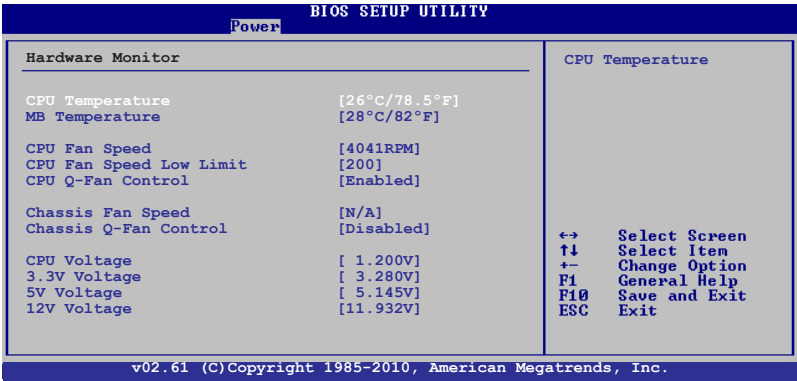 BIOS SETUP UTILITY
Power
Hardware Monitor
CPU Temperature [26°C/78.5°F]
MB Temperature [28°C/82°F]
CPU Fan Speed [4041RPM]
CPU Fan Speed Low Limit [200]
CPU Q-Fan Control [Enabled]
Chassis Fan Speed [N/A]
Chassis Q-Fan Control [Disabled]
CPU Voltage [ 1.200V]
3.3V Voltage [ 3.280V]
5V Voltage [ 5.145V]
12V Voltage [11.932V]
CPU Temperature
←→ Select Screen
↑↓ Select Item
+- Change Option
F1 General Help
F10 Save and Exit
ESC Exit
v02.61 (C)Copyright 1985-2010, American Megatrends, Inc.